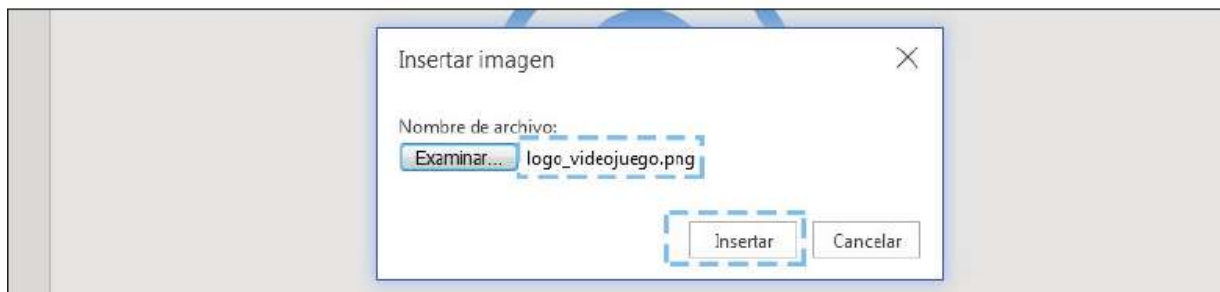 Insertar imagen
Nombre de archivo:
Examinar... logo_videojuego.png
Insertar Cancelar